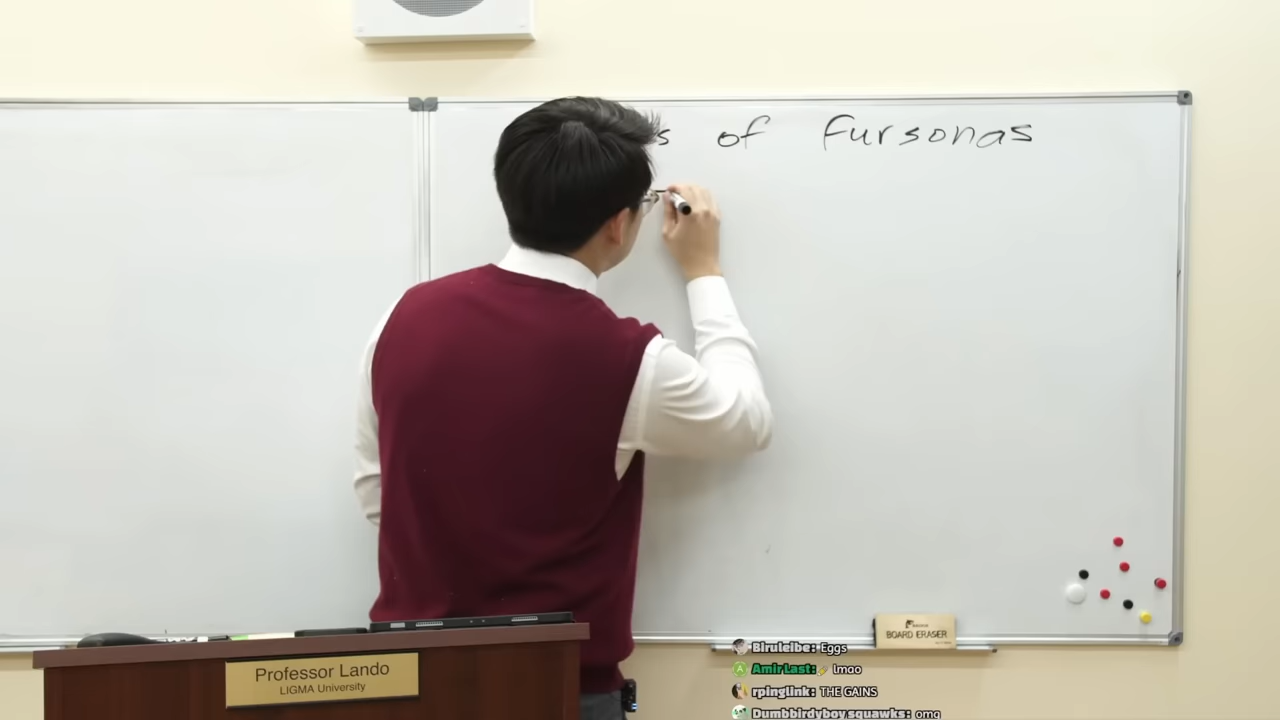 s of Fursonas
Professor Lando
LIGMA University
BOARD ERASER
Biruleibe: Eggs
AmirLast: lmao
rpinglink: THE GAINS
Dumbbirdyboy.squawks: omg